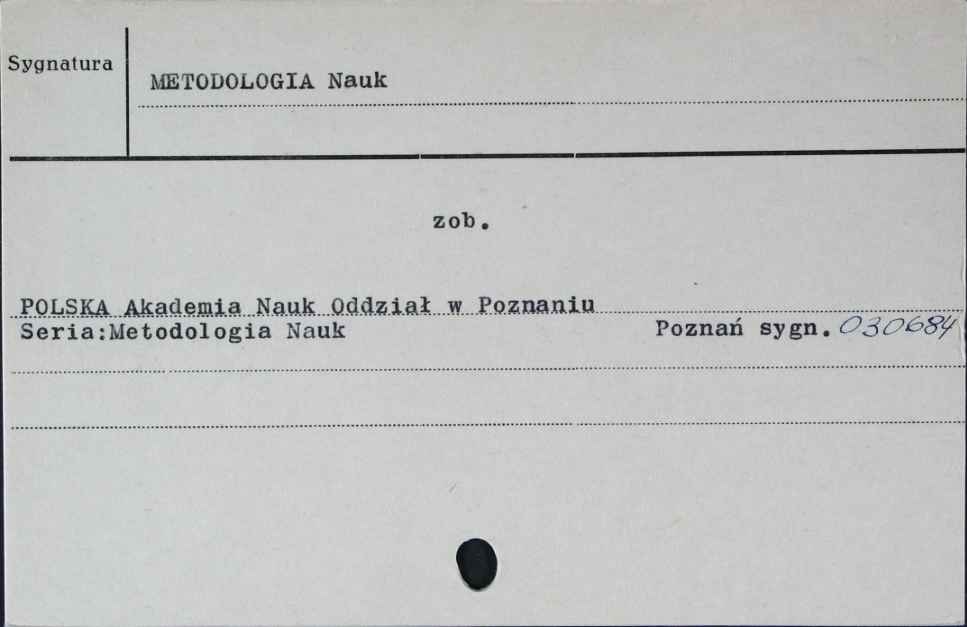 Sygnatura
METODOLOGIA Nauk
zob.
POLSKA Akademia Nauk Oddział w Poznaniu
Seria:Metodologia Nauk Poznań sygn. 030684